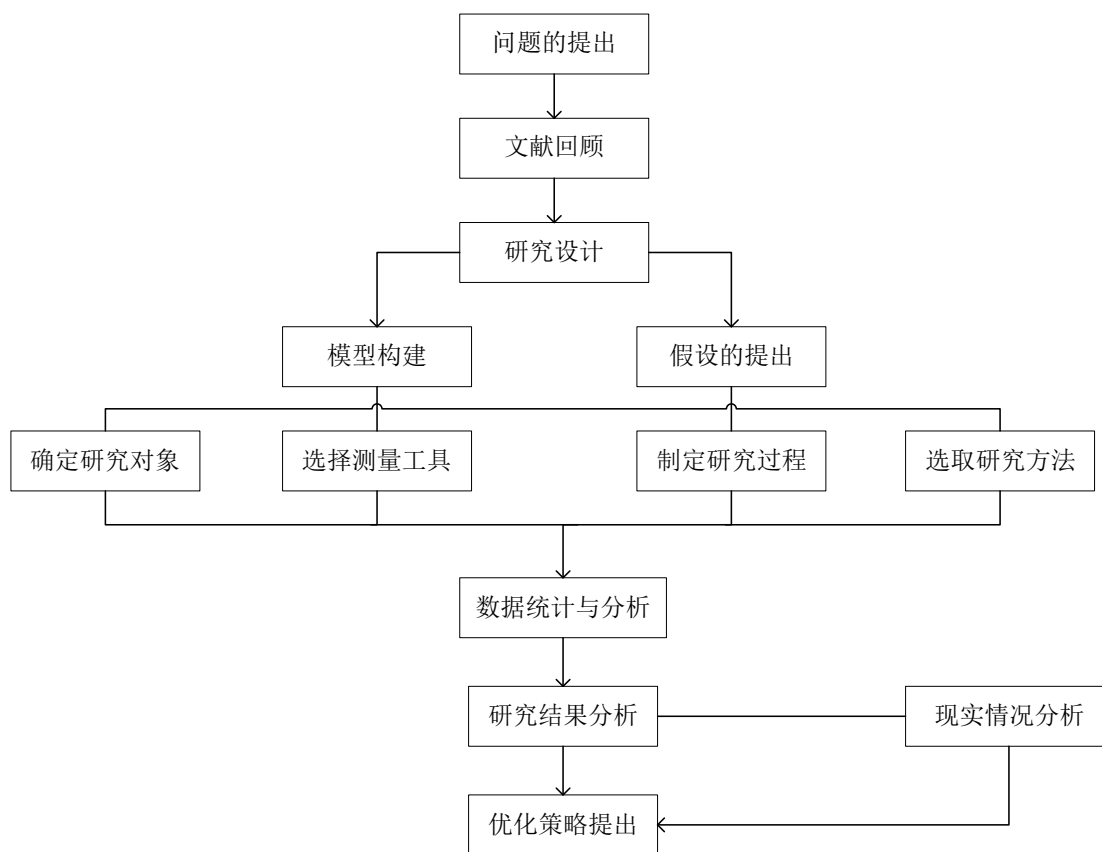 问题的提出
文献回顾
研究设计
模型构建
假设的提出
确定研究对象
选择测量工具
制定研究过程
选取研究方法
数据统计与分析
研究结果分析
现实情况分析
优化策略提出